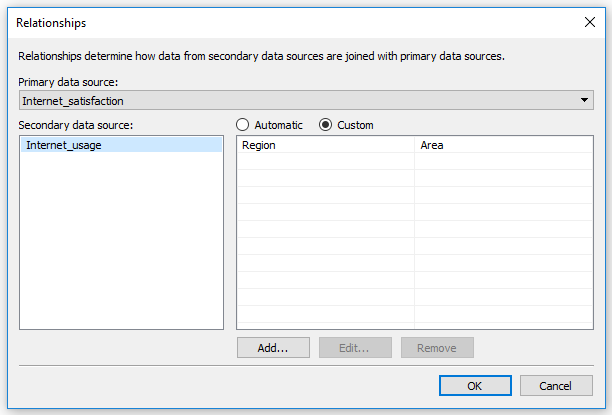 Relationships
Relationships determine how data from secondary data sources are joined with primary data sources.
Primary data source:
Internet_satisfaction
Secondary data source:
Automatic Custom
Internet_usage
Region Area
Add... Edit... Remove
OK Cancel